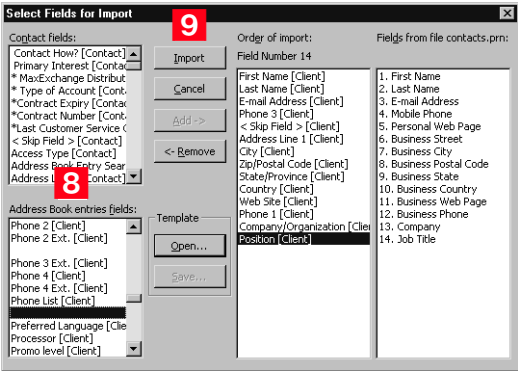 Select Fields for Import
9
Contact fields:
Contact How? [Contact]
Primary Interest [Contac
* MaxExchange Distribut
* Type of Account [Cont
*Contract Expiry [Contac
*Contract Number [Cont
*Last Customer Service C
< Skip Field > [Contact]
Access Type [Contact]
Address Book Entry Sear
Address L
Contact]
8
Address Book entries fields:
Phone 2 [Client]
Phone 2 Ext. [Client]
Phone 3 Ext. [Client]
Phone 4 [Client]
Phone 4 Ext. [Client]
Phone List [Client]
Preferred Language [Clie
Processor [Client]
Promo level [Client]
Import
Cancel
Add ->
<- Remove
Template
Open...
Save...
Order of import:
Field Number 14
First Name [Client]
Last Name [Client]
E-mail Address [Client]
Phone 3 [Client]
< Skip Field > [Client]
Address Line 1 [Client]
City [Client]
Zip/Postal Code [Client]
State/Province [Client]
Country [Client]
Web Site [Client]
Phone 1 [Client]
Company/Organization [Clie
Position [Client]
Fields from file contacts.prn:
1. First Name
2. Last Name
3. E-mail Address
4. Mobile Phone
5. Personal Web Page
6. Business Street
7. Business City
8. Business Postal Code
9. Business State
10. Business Country
11. Business Web Page
12. Business Phone
13. Company
14. Job Title